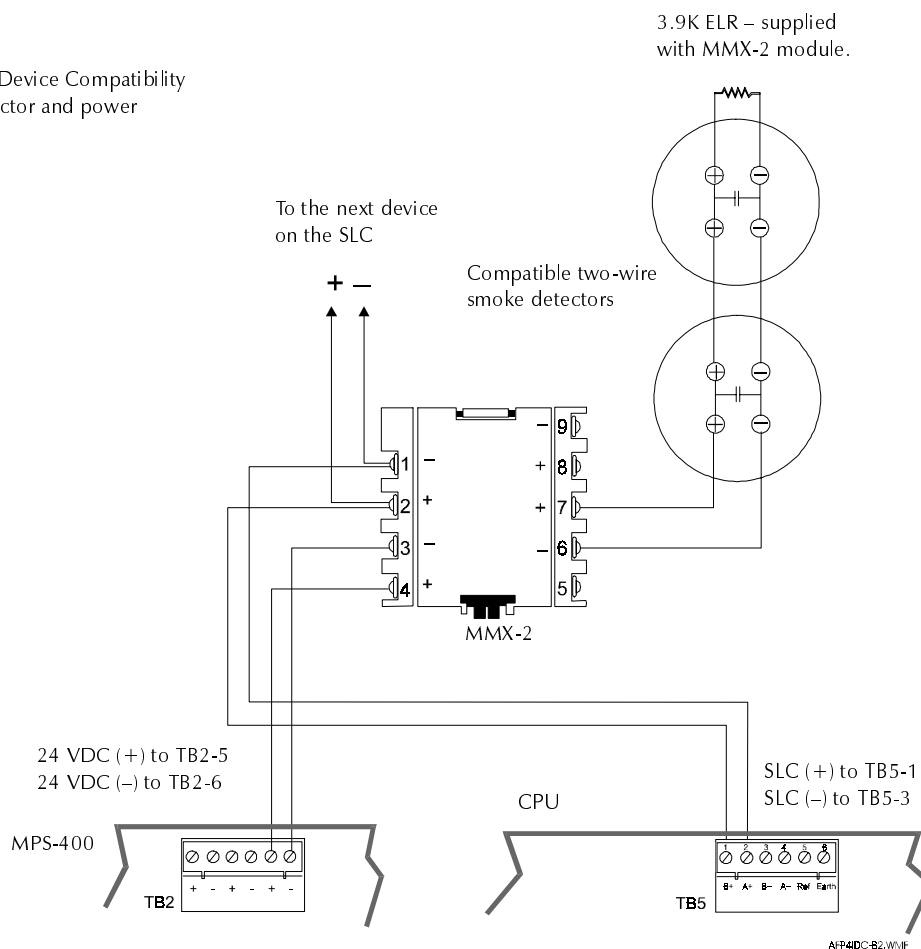 3.9K ELR – supplied
with MMX-2 module.
Device Compatibility
ctor and power
To the next device
on the SLC
+ –
Compatible two-wire
smoke detectors
+ –
+ –
+ –
+ –
– 9
1 – + 8
2 + + 7
3 – – 6
4 + 5
MMX-2
24 VDC (+) to TB2-5
24 VDC (–) to TB2-6
SLC (+) to TB5-1
SLC (–) to TB5-3
CPU
MPS-400
1 2 3 4 5 6
+ - + - + -
B+ A+ B– A– Ref Earth
TB2
TB5
AFP4IDC-B2.WMF